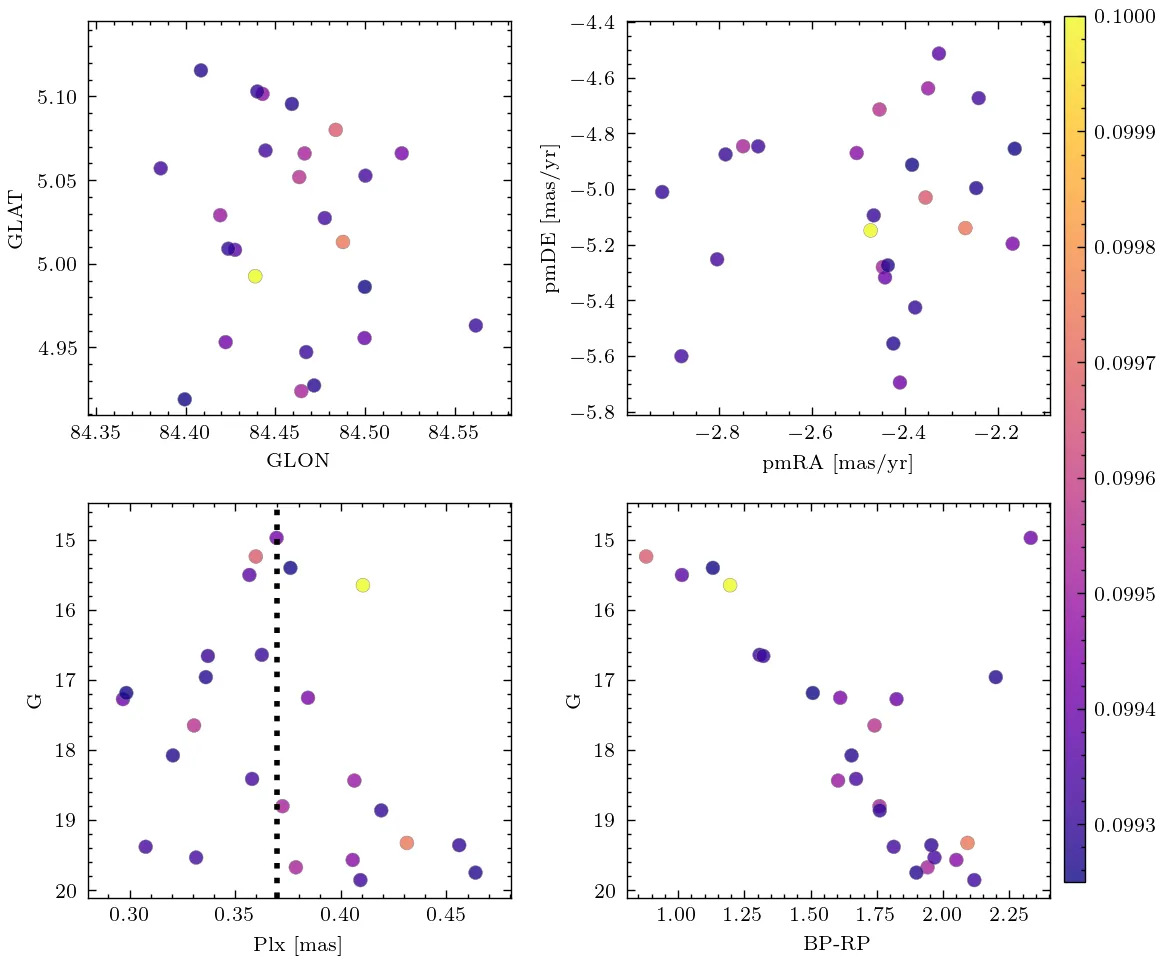 5.10
5.05
5.00
4.95
GLAT
84.35 84.40 84.45 84.50 84.55
GLON
−4.4
−4.6
−4.8
−5.0
−5.2
−5.4
−5.6
−5.8
pmDE [mas/yr]
−2.8 −2.6 −2.4 −2.2
pmRA [mas/yr]
0.1000
0.0999
0.0998
0.0997
0.0996
0.0995
0.0994
0.0993
15
16
17
18
19
20
G
0.30 0.35 0.40 0.45
Plx [mas]
15
16
17
18
19
20
G
1.00 1.25 1.50 1.75 2.00 2.25
BP-RP